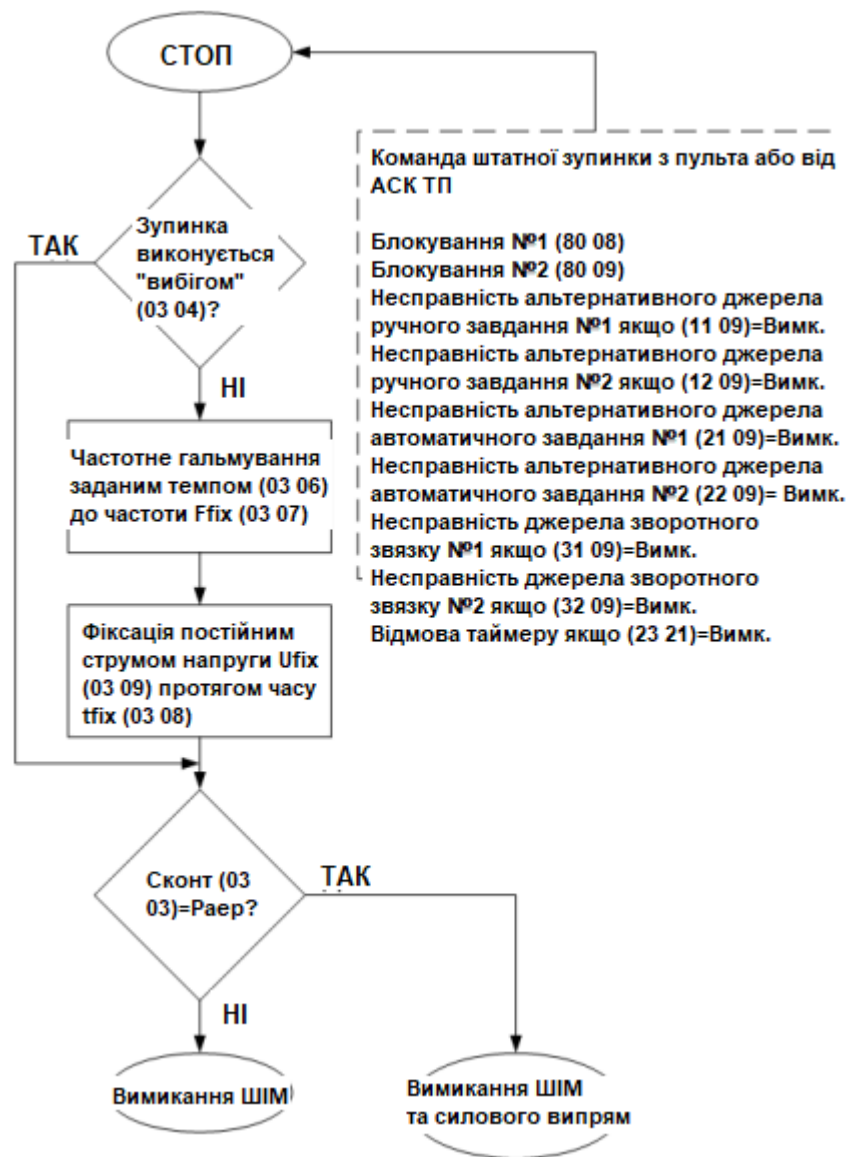 СТОП
Команда штатної зупинки з пульта або від
АСК ТП
Блокування №1 (80 08)
Блокування №2 (80 09)
Несправність альтернативного джерела
ручного завдання №1 якщо (11 09)=Вимк.
Несправність альтернативного джерела
ручного завдання №2 якщо (12 09)=Вимк.
Несправність альтернативного джерела
автоматичного завдання №1 (21 09)=Вимк.
Несправність альтернативного джерела
автоматичного завдання №2 (22 09)= Вимк.
Несправність джерела зворотного
звязку №1 якщо (31 09)=Вимк.
Несправність джерела зворотного
звязку №2 якщо (32 09)=Вимк.
Відмова таймеру якщо (23 21)=Вимк.
Зупинка
виконується
"вибігом"
(03 04)?
ТАК
НІ
Частотне гальмування
заданим темпом (03 06)
до частоти Ffix (03 07)
Фіксація постійним
струмом напруги Ufix
(03 09) протягом часу
tfix (03 08)
Сконт (03
03)=Раер?
ТАК
НІ
Вимикання ШІМ
Вимикання ШІМ
та силового випрям